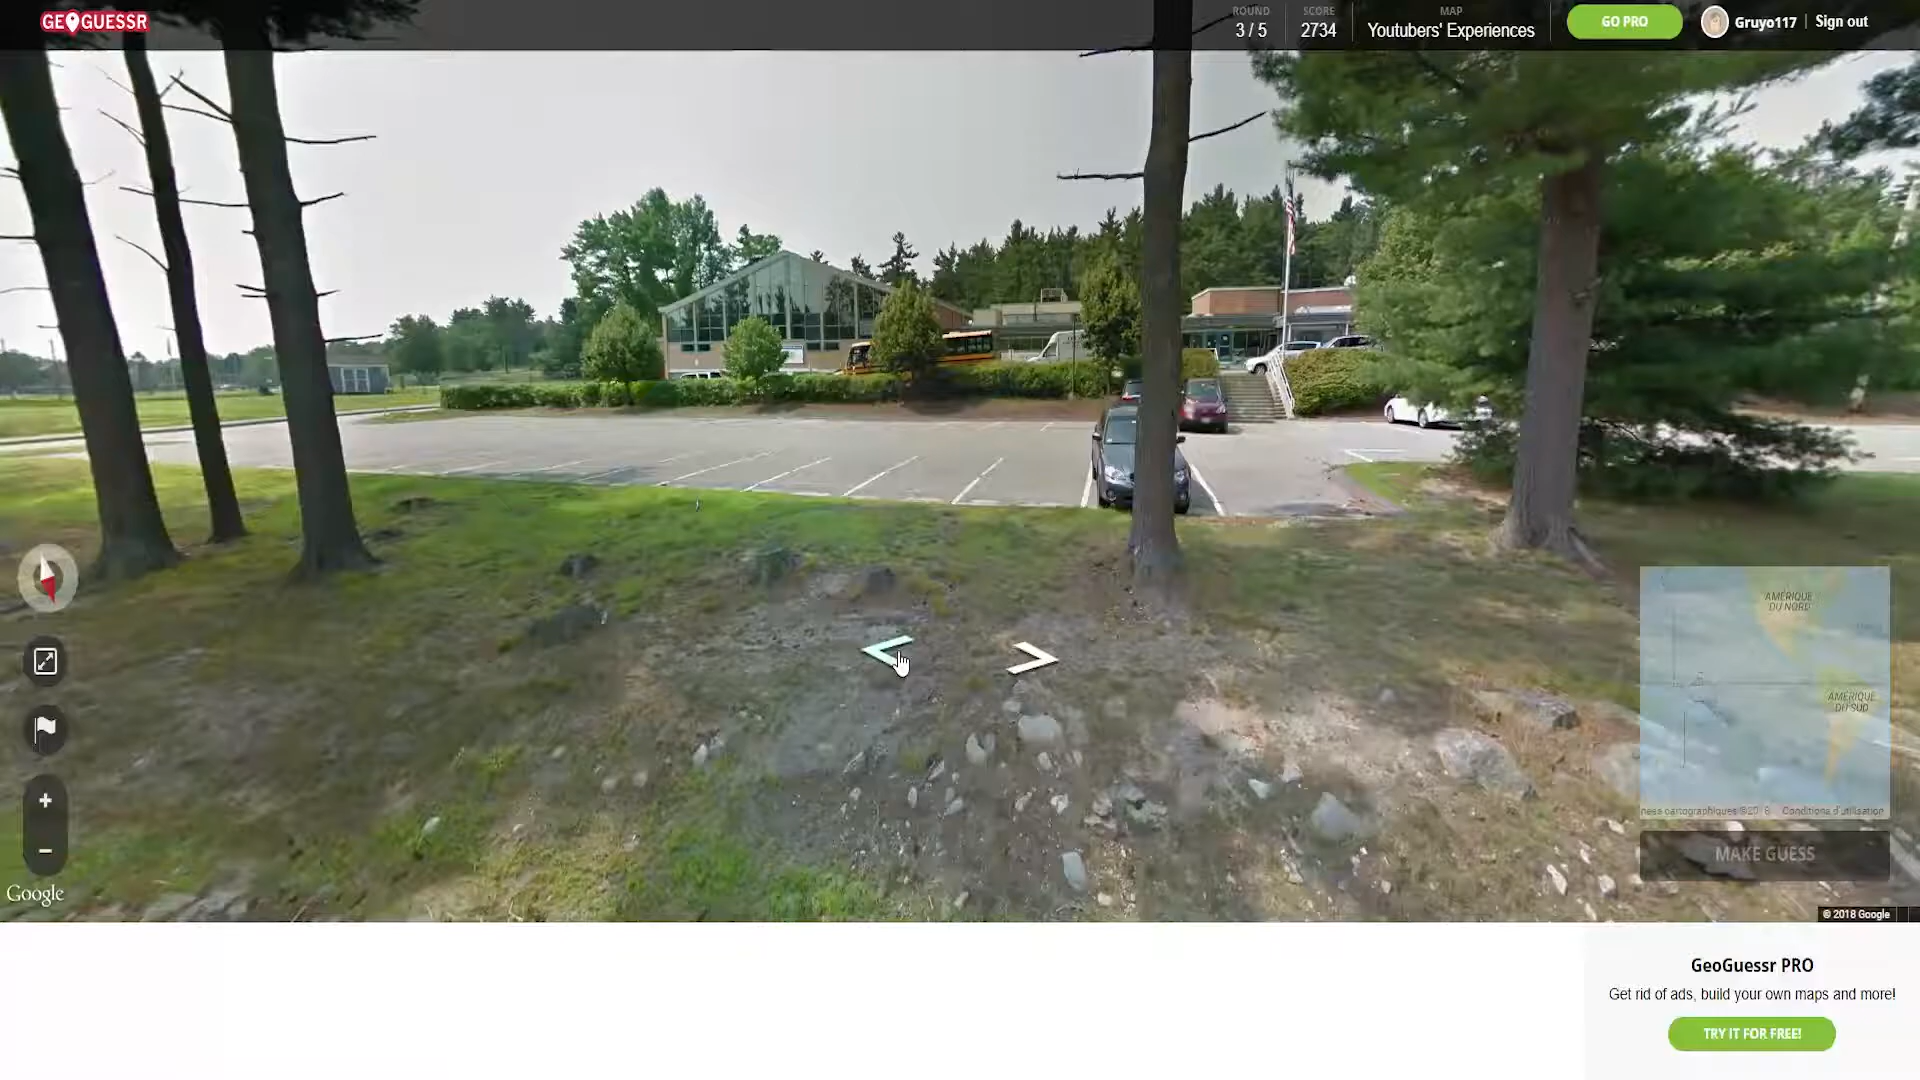 GEOGUESSR
ROUND
3 / 5
SCORE
2734
MAP
Youtubers' Experiences
GO PRO
Gruyo117
Sign out
AMÉRIQUE
DU NORD
AMÉRIQUE
DU SUD
Conditions d'utilisation
MAKE GUESS
Google
© 2018 Google
GeoGuessr PRO
Get rid of ads, build your own maps and more!
TRY IT FOR FREE!